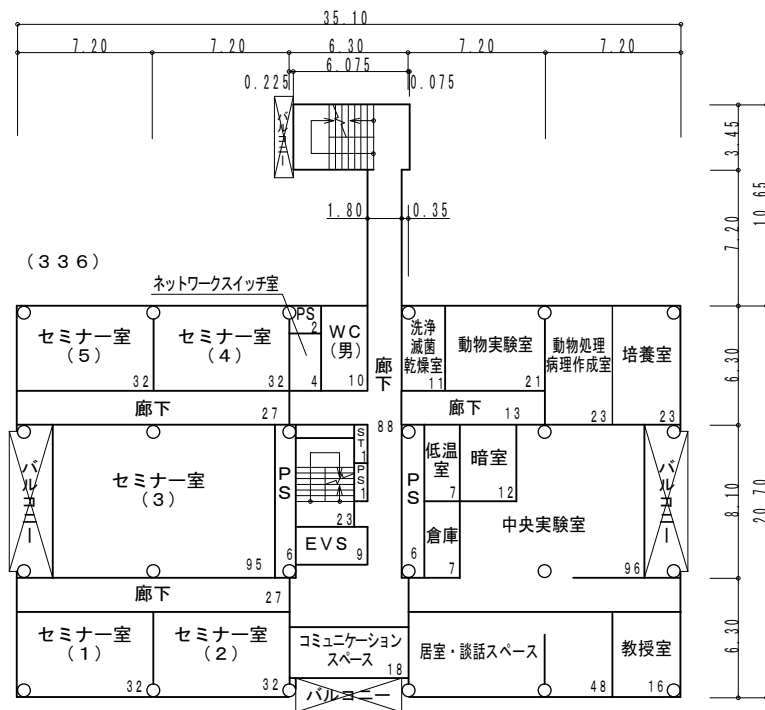 35.10
7.20
7.20
6.30
7.20
7.20
6.075
0.225
0.075
バルコニー
3.45
10.65
1.80
0.35
7.20
(336)
ネットワークスイッチ室
PS
2
セミナー室
(5)
32
セミナー室
(4)
32
4
WC
(男)
10
廊下
88
洗浄
滅菌
乾燥室
11
動物実験室
21
動物処理
病理作成室
23
培養室
23
6.30
廊下
27
廊下
13
バルコニー
セミナー室
(3)
95
PS
6
ST
1
PS
1
23
EVS
9
PS
6
低温
室
7
暗室
12
倉庫
7
中央実験室
96
バルコニー
8.10
20.70
廊下
27
セミナー室
(1)
32
セミナー室
(2)
32
コミュニケーション
スペース
18
バルコニー
居室・談話スペース
48
教授室
16
6.30